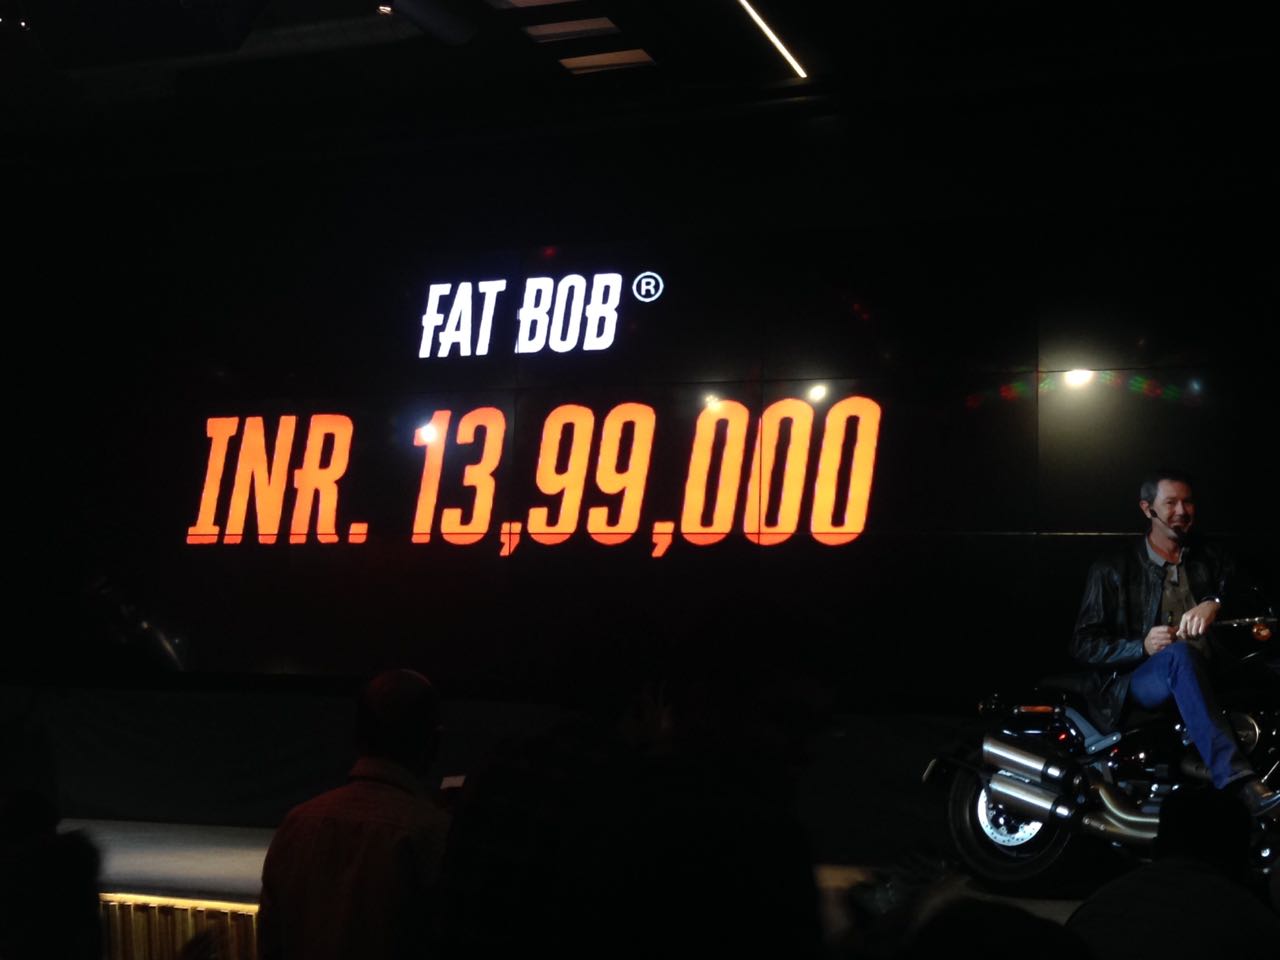 FAT BOB®
INR. 13,99,000